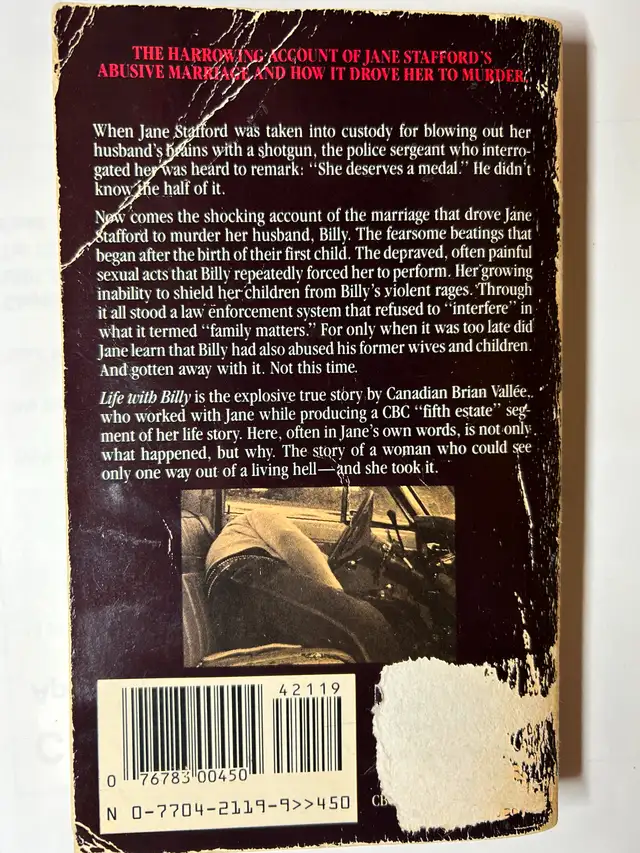 THE HARROWING ACCOUNT OF JANE STAFFORD'S
ABUSIVE MARRIAGE AND HOW IT DROVE HER TO MURDER.
When Jane Stafford was taken into custody for blowing out her
husband's brains with a shotgun, the police sergeant who interro-
gated her was heard to remark: "She deserves a medal." He didn't
know the half of it.
Now comes the shocking account of the marriage that drove Jane
Stafford to murder her husband, Billy. The fearsome beatings that
began after the birth of their first child. The depraved, often painful
sexual acts that Billy repeatedly forced her to perform. Her growing
inability to shield her children from Billy's violent rages. Through
it all stood a law enforcement system that refused to "interfere" in
what it termed "family matters." For only when it was too late did
Jane learn that Billy had also abused his former wives and children.
And gotten away with it. Not this time.
Life with Billy is the explosive true story by Canadian Brian Vallée,
who worked with Jane while producing a CBC "fifth estate" seg-
ment of her life story. Here, often in Jane's own words, is not only
what happened, but why. The story of a woman who could see
only one way out of a living hell—and she took it.
42119
0 76783 00450
N 0-7704-2119-9>>450